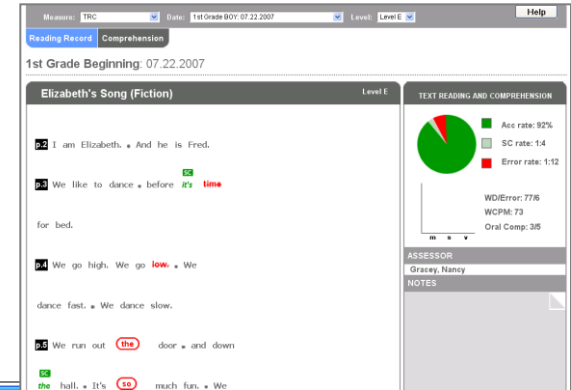 Measure: TRC Date: 1st Grade BOY: 07.22.2007 Level: Level E Help
Reading Record Comprehension
1st Grade Beginning: 07.22.2007
Elizabeth's Song (Fiction) Level E
p.2 I am Elizabeth. And he is Fred.
SC
p.3 We like to dance before it's time
for bed.
p.4 We go high. We go low. We
dance fast. We dance slow.
p.5 We run out the door and down
SC
the hall. It's so much fun. We
TEXT READING AND COMPREHENSION
Acc rate: 92%
SC rate: 1:4
Error rate: 1:12
WD/Error: 77/6
WCPM: 73
Oral Comp: 3/5
m s v
ASSESSOR
Gracey, Nancy
NOTES